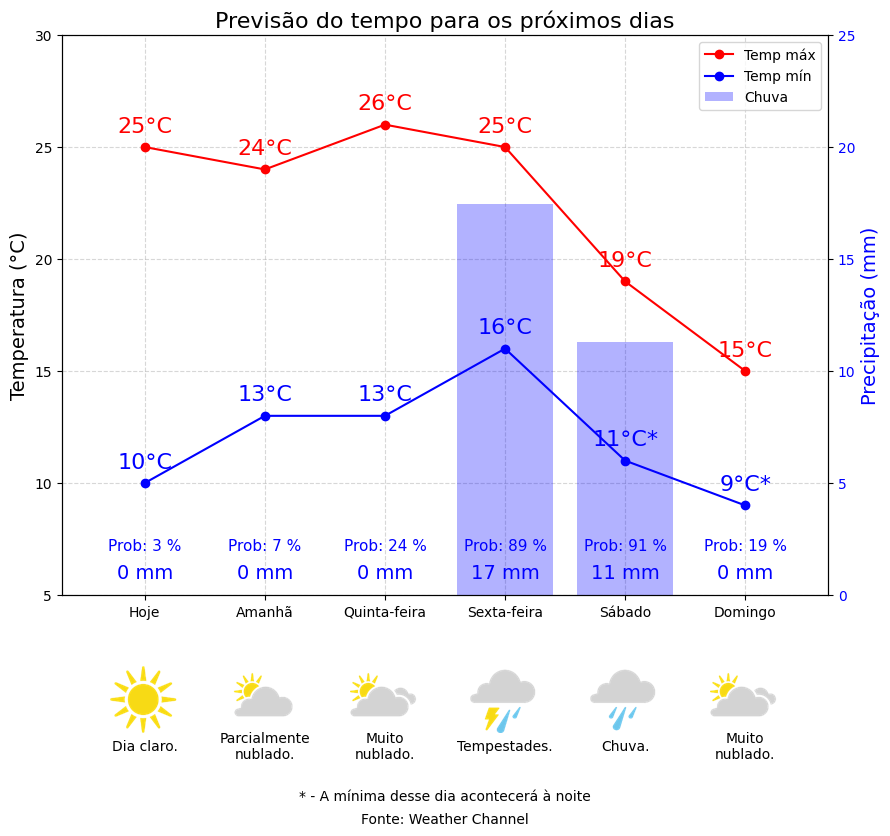 Previsão do tempo para os próximos dias
Temp máx
Temp mín
Chuva
Temperatura (°C)
30
25
20
15
10
5
Precipitação (mm)
25
20
15
10
5
0
25°C
24°C
26°C
25°C
19°C
15°C
10°C
13°C
13°C
16°C
11°C*
9°C*
Prob: 3 %
Prob: 7 %
Prob: 24 %
Prob: 89 %
Prob: 91 %
Prob: 19 %
0 mm
0 mm
0 mm
17 mm
11 mm
0 mm
Hoje
Amanhã
Quinta-feira
Sexta-feira
Sábado
Domingo
Dia claro.
Parcialmente
nublado.
Muito
nublado.
Tempestades.
Chuva.
Muito
nublado.
* - A mínima desse dia acontecerá à noite
Fonte: Weather Channel